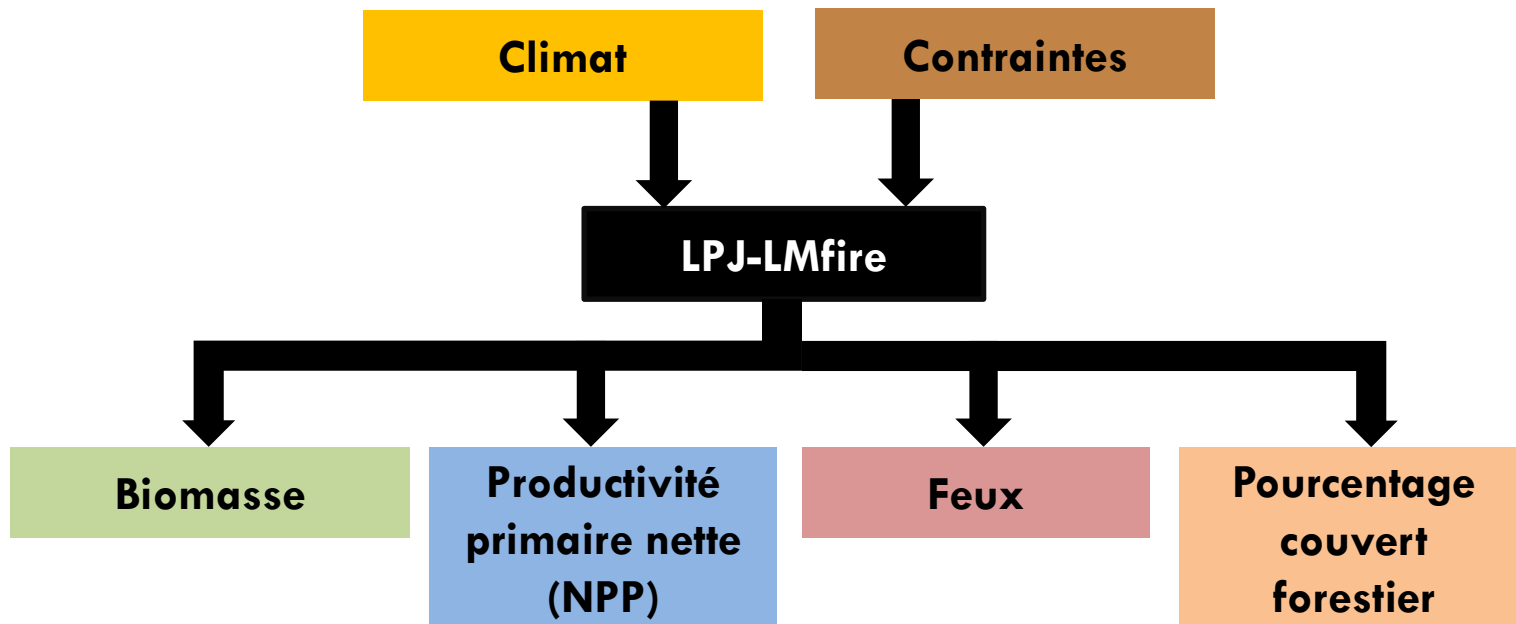 Climat
Contraintes
LPJ-LMfire
Biomasse
Productivité
primaire nette
(NPP)
Feux
Pourcentage
couvert
forestier